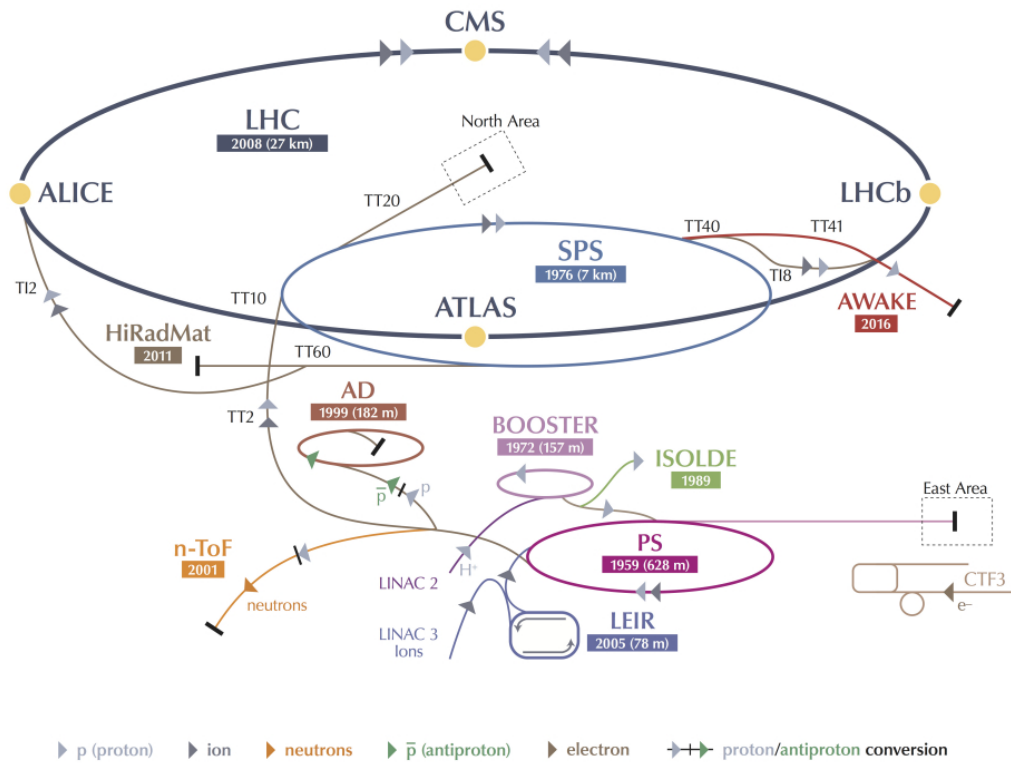 CMS
LHC
2008 (27 km)
North Area
ALICE
TT20
LHCb
TT40
TT41
SPS
1976 (7 km)
TI2
TT10
TI8
ATLAS
AWAKE
2016
HiRadMat
2011
TT60
AD
1999 (182 m)
TT2
BOOSTER
1972 (157 m)
ISOLDE
1989
p̅
p
East Area
n-ToF
2001
PS
1959 (628 m)
LINAC 2
H⁺
neutrons
CTF3
e–
LEIR
2005 (78 m)
LINAC 3
Ions
p (proton)
ion
neutrons
p̅ (antiproton)
electron
proton/antiproton conversion